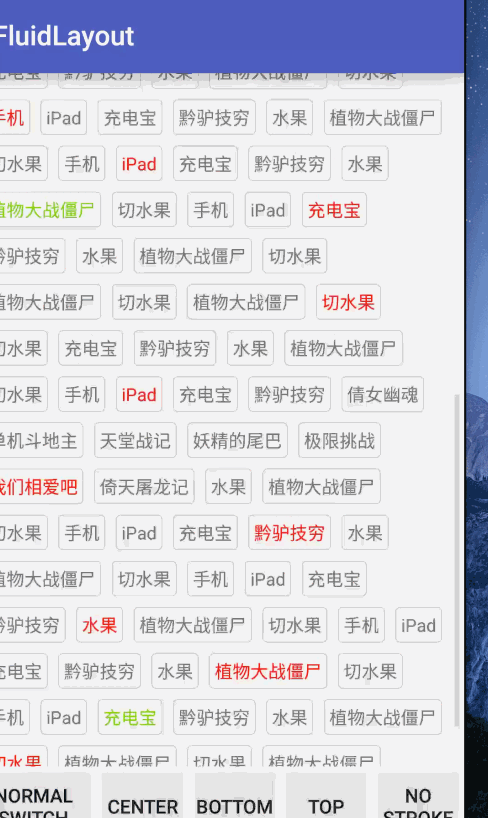 FluidLayout
充电宝 黔驴技穷 水果 植物大战僵尸 切水果
手机 iPad 充电宝 黔驴技穷 水果 植物大战僵尸
切水果 手机 iPad 充电宝 黔驴技穷 水果
植物大战僵尸 切水果 手机 iPad 充电宝
黔驴技穷 水果 植物大战僵尸 切水果
植物大战僵尸 切水果 植物大战僵尸 切水果
切水果 充电宝 黔驴技穷 水果 植物大战僵尸
切水果 手机 iPad 充电宝 黔驴技穷 倩女幽魂
单机斗地主 天堂战记 妖精的尾巴 极限挑战
我们相爱吧 倚天屠龙记 水果 植物大战僵尸
切水果 手机 iPad 充电宝 黔驴技穷 水果
植物大战僵尸 切水果 手机 iPad 充电宝
黔驴技穷 水果 植物大战僵尸 切水果 手机 iPad
充电宝 黔驴技穷 水果 植物大战僵尸 切水果
手机 iPad 充电宝 黔驴技穷 水果 植物大战僵尸
切水果 植物大战僵尸 切水果 植物大战僵尸
NORMAL SWITCH CENTER BOTTOM TOP NO STROKE